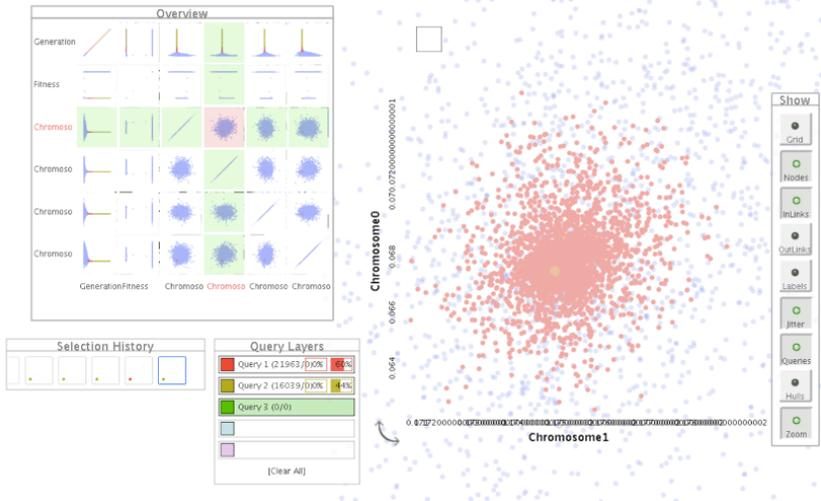 Overview
Generation
Fitness
Chromoso
Chromoso
Chromoso
Chromoso
GenerationFitness Chromoso Chromoso Chromoso Chromoso
Selection History
Query Layers
Query 1 (21963/0)0% 60%
Query 2 (16039/0)0% 44%
Query 3 (0/0)
[Clear All]
Chromosome0
0.064
0.066
0.068
Chromosome1
Show
Grid
Nodes
InLinks
OutLinks
Labels
Jitter
Queries
Hulls
Zoom